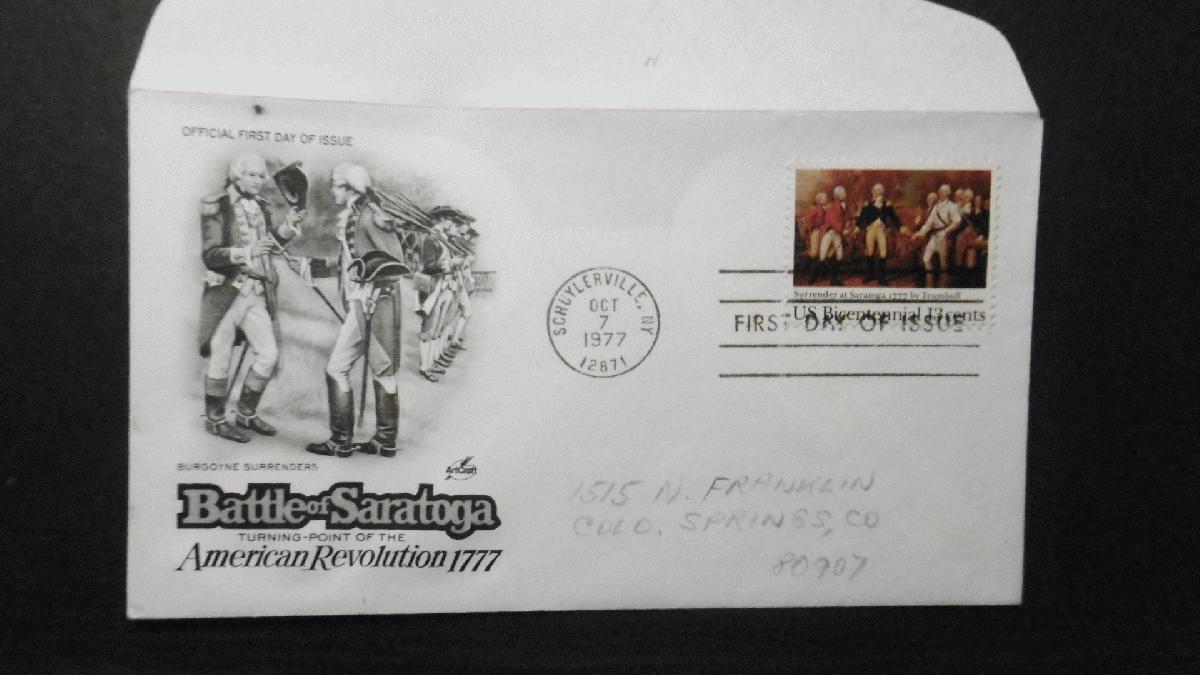 OFFICIAL FIRST DAY OF ISSUE
BURGOYNE SURRENDERS
ArtCraft
Battle of Saratoga
TURNING-POINT OF THE
American Revolution 1777
SCHUYLERVILLE, NY
OCT
7
1977
12871
Surrender at Saratoga 1777 by Trumbull
US Bicentennial 13 cents
FIRST DAY OF ISSUE
1515 N. FRANKLIN
COLO. SPRINGS, CO
80907